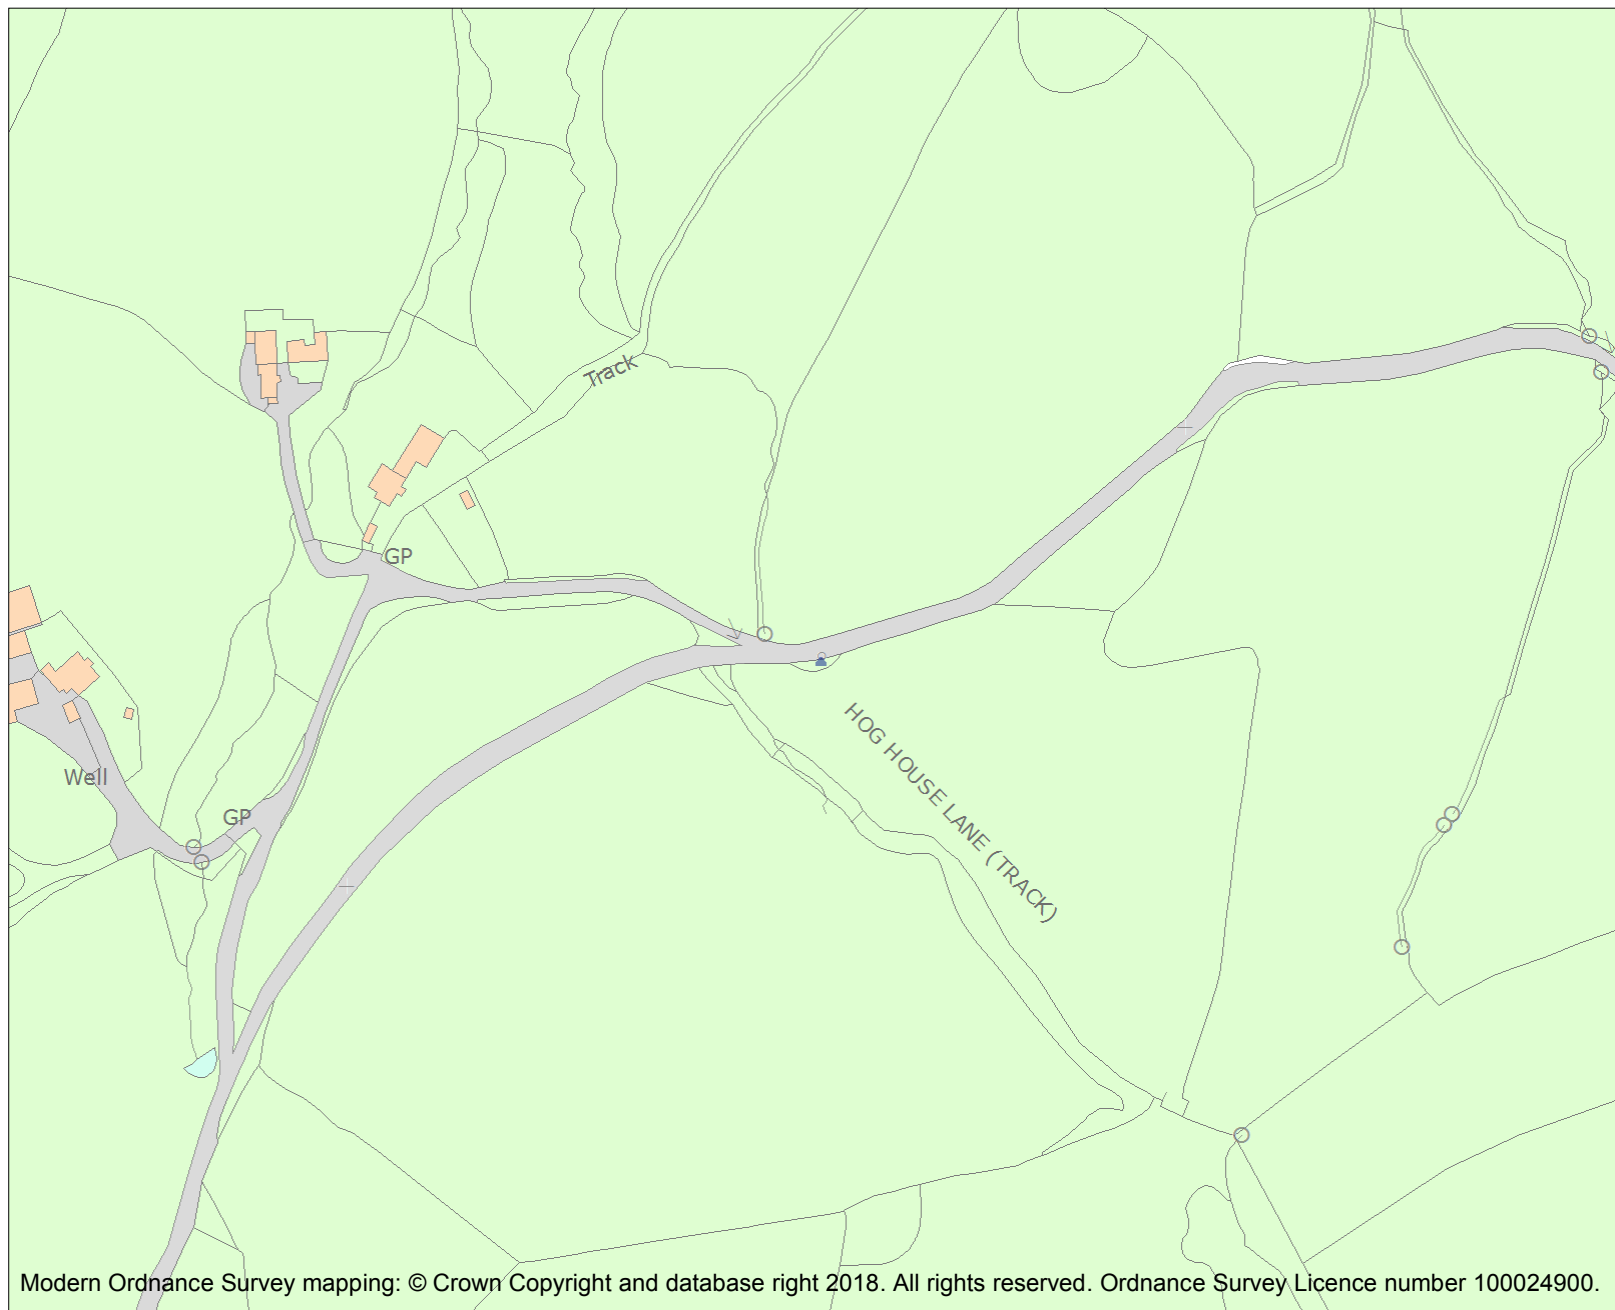 Track
GP
HOG HOUSE LANE (TRACK)
Well
GP
Modern Ordnance Survey mapping: © Crown Copyright and database right 2018. All rights reserved. Ordnance Survey Licence number 100024900.